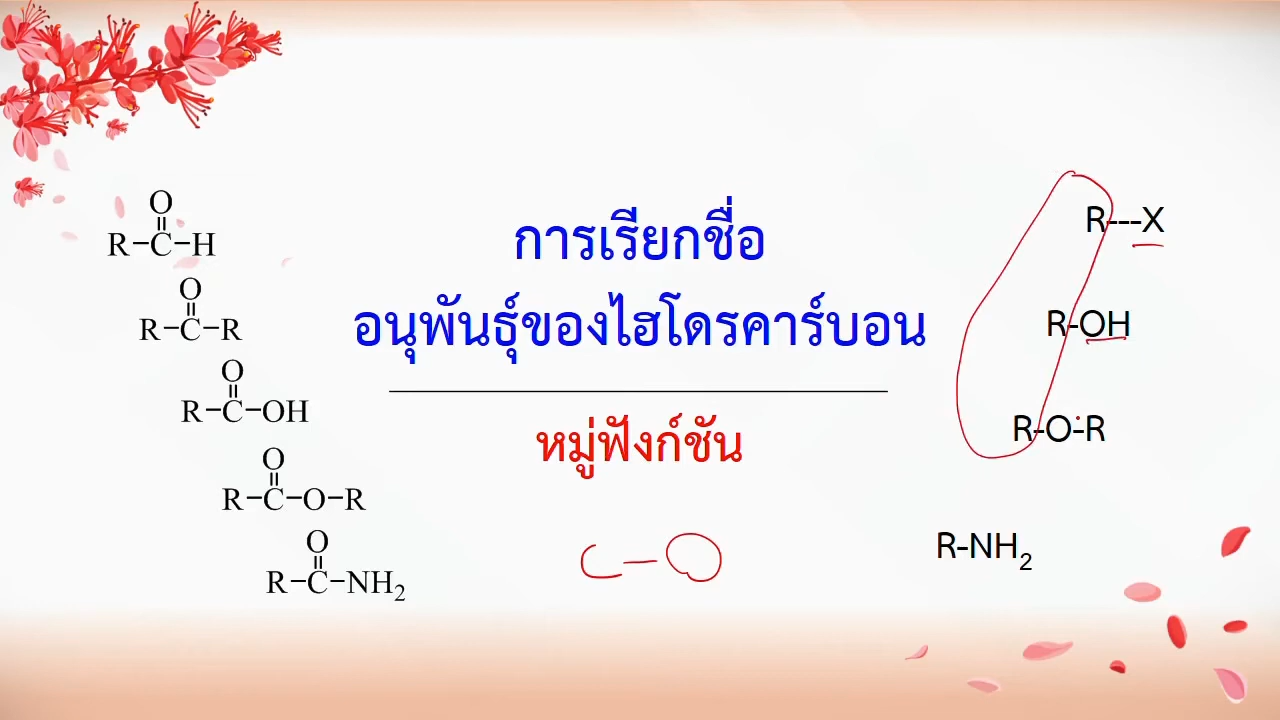 การเรียกชื่อ
อนุพันธุ์ของไฮโดรคาร์บอน
หมู่ฟังก์ชัน
C–O
O
R–C–H
O
R–C–R
O
R–C–OH
O
R–C–O–R
O
R–C–NH₂
R---X
R-OH
R-O-R
R-NH₂